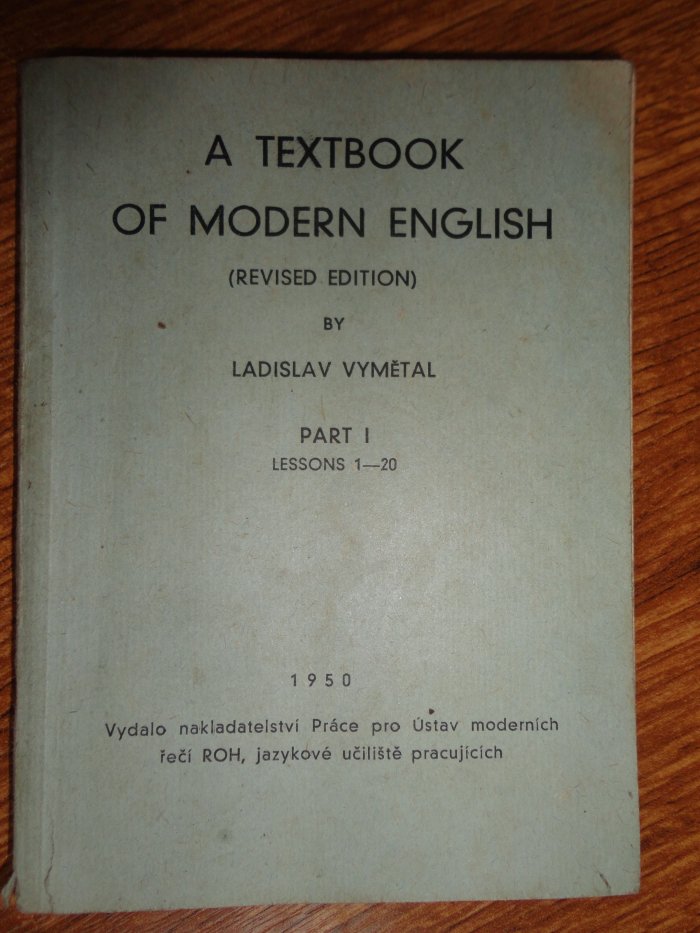 A TEXTBOOK
OF MODERN ENGLISH
(REVISED EDITION)
BY
LADISLAV VYMĚTAL
PART I
LESSONS 1—20
1950
Vydalo nakladatelství Práce pro Ústav moderních
řečí ROH, jazykové učiliště pracujících